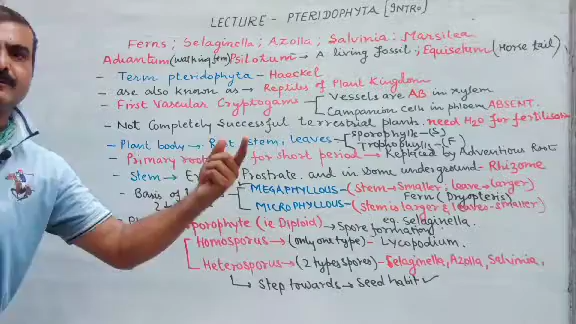 LECTURE - PTERIDOPHYTA [INTRO]
Ferns ; Selaginella ; Azolla ; Salvinia ; Marsilea
Adiantum (walking fern) Psilotum → A living fossil, Equisetum (Horse tail)
- Term pteridophyta - Haeckel
- are also known as → Reptiles of Plant Kingdom
- First Vascular Cryptogams → Vessels are AB in xylem
→ Companion cells in phloem ABSENT.
- Not Completely Successful terrestrial plants. need H2O for fertilisation
- Plant body → Root, stem, leaves → Sporophylls - (S)
→ Trophophylls - (F)
- Primary root for short period → Replaced by Adventious Root
- Stem → Prostrate. and in some underground - Rhizome
- Basis of MEGAPHYLLOUS - (stem → smaller; leave → larger)
Fern (Dryopteris)
MICROPHYLLOUS - (stem is larger & leaves - smaller)
eg. Selaginella.
Sporophyte (ie Diploid) → Spore formation
Homosporus → (only one type) - Lycopodium.
Heterosporus → (2 types spores) - Selaginella, Azolla, Salvinia,
→ Step towards → Seed habit ✓